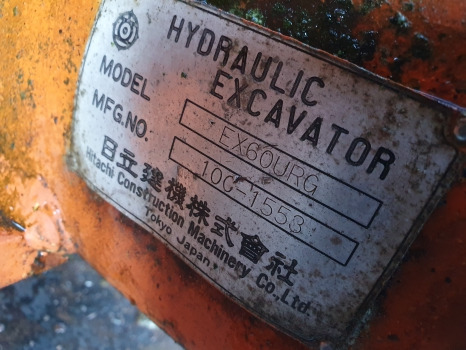 HYDRAULIC
EXCAVATOR
MODEL EX60URG
MFG.NO. 10C-1553
日立建機株式會社
Hitachi Construction Machinery Co., Ltd.
Tokyo Japan